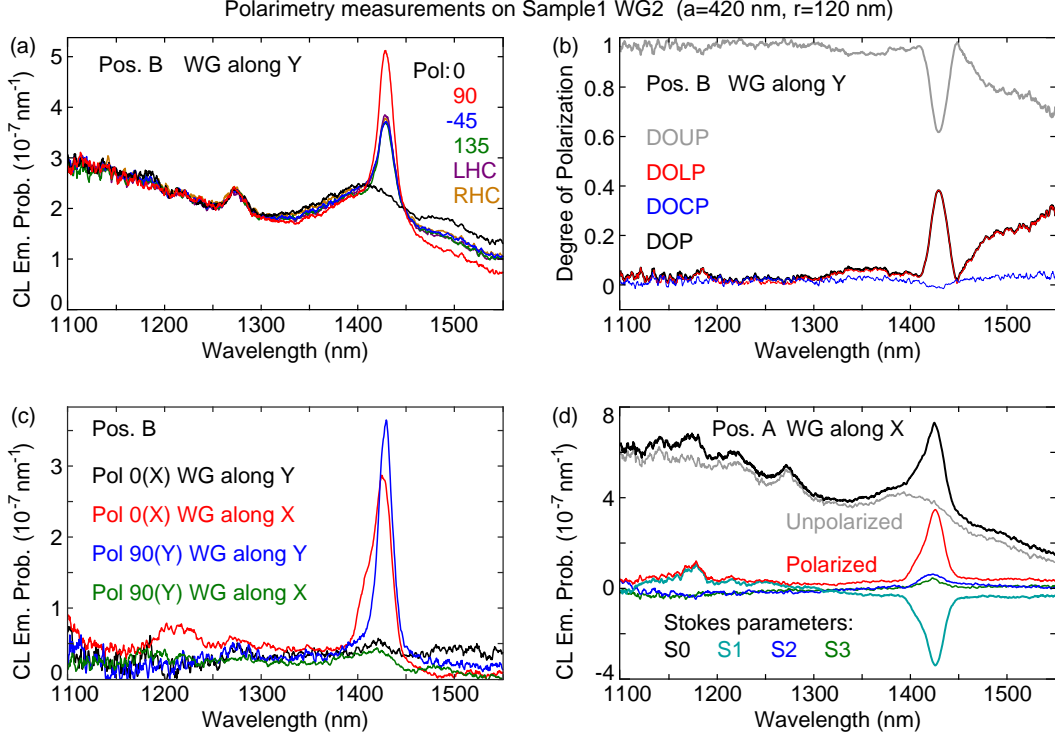 Polarimetry measurements on Sample1 WG2 (a=420 nm, r=120 nm)
(a)
Pos. B WG along Y
Pol: 0
90
-45
135
LHC
RHC
CL Em. Prob. (10⁻⁷ nm⁻¹)
5
4
3
2
1
0
1100 1200 1300 1400 1500
Wavelength (nm)
(b)
Pos. B WG along Y
DOUP
DOLP
DOCP
DOP
Degree of Polarization
1
0.8
0.6
0.4
0.2
0
1100 1200 1300 1400 1500
Wavelength (nm)
(c)
Pos. B
Pol 0(X) WG along Y
Pol 0(X) WG along X
Pol 90(Y) WG along Y
Pol 90(Y) WG along X
CL Em. Prob. (10⁻⁷ nm⁻¹)
3
2
1
0
1100 1200 1300 1400 1500
Wavelength (nm)
(d)
Pos. A WG along X
Unpolarized
Polarized
Stokes parameters:
S0 S1 S2 S3
CL Em. Prob. (10⁻⁷ nm⁻¹)
8
4
0
-4
1100 1200 1300 1400 1500
Wavelength (nm)